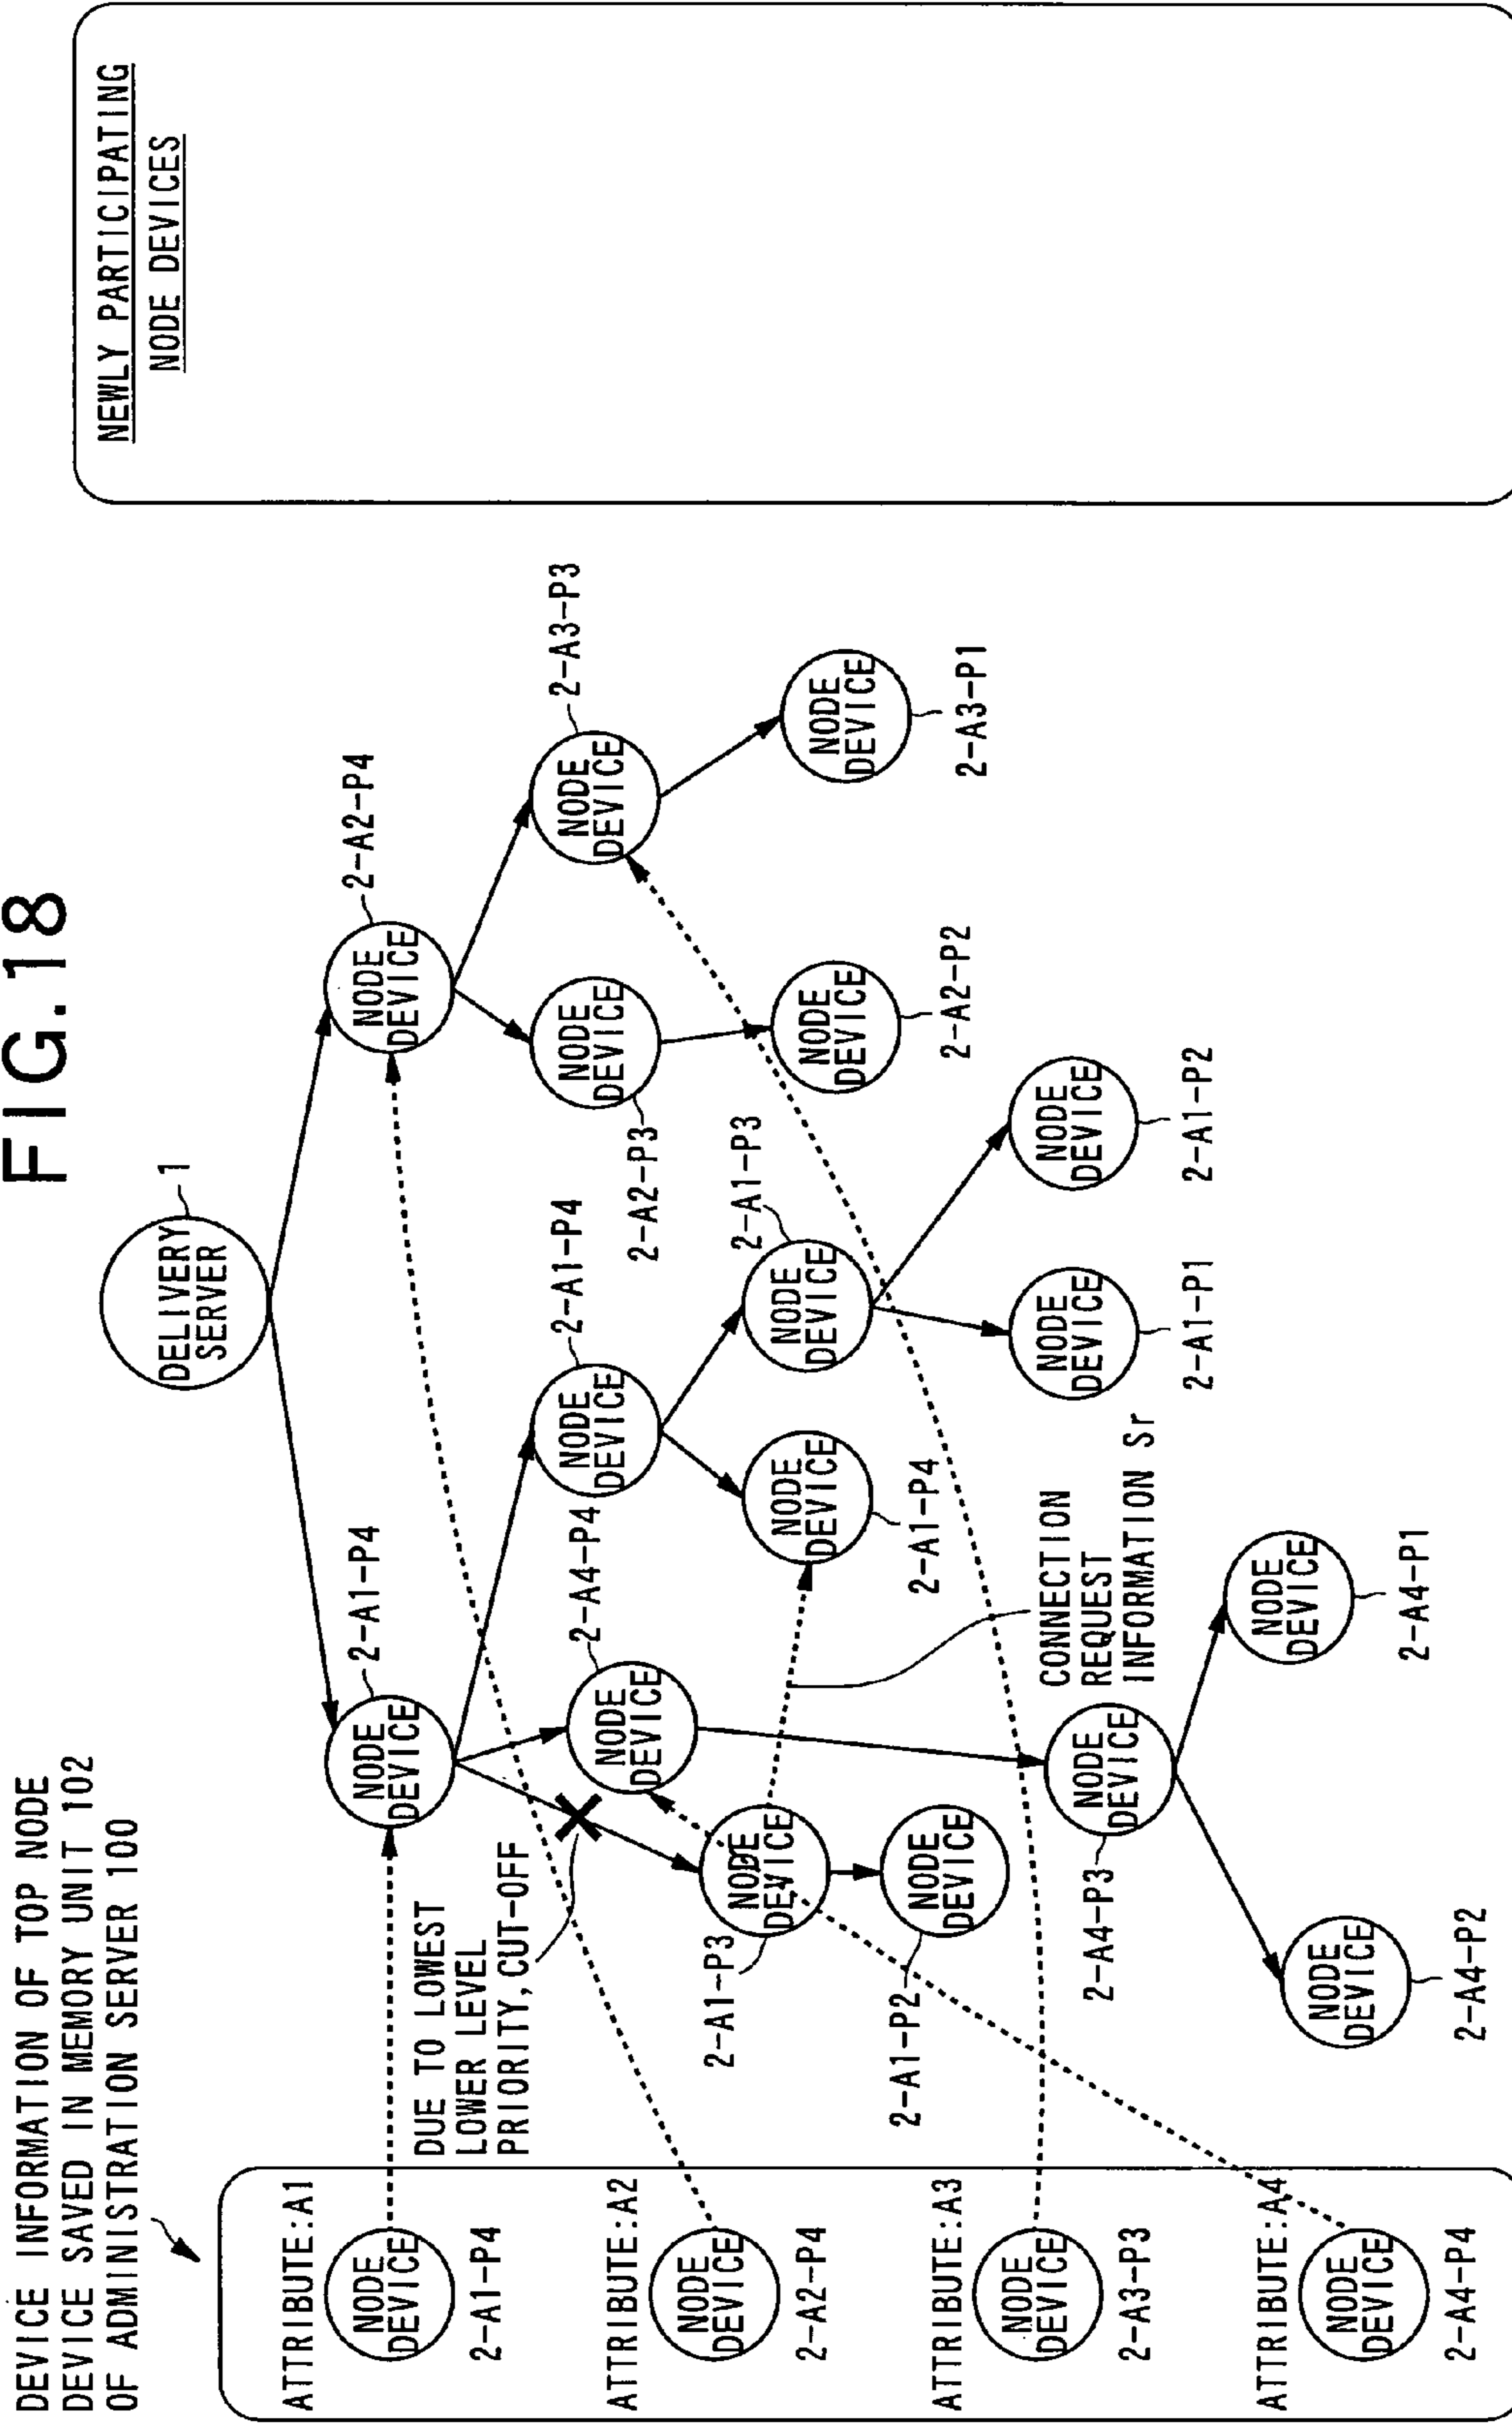 FIG.18
DEVICE INFORMATION OF TOP NODE
DEVICE SAVED IN MEMORY UNIT 102
OF ADMINISTRATION SERVER 100
ATTRIBUTE:A1
NODE
DEVICE
2-A1-P4
ATTRIBUTE:A2
NODE
DEVICE
2-A2-P4
ATTRIBUTE:A3
NODE
DEVICE
2-A3-P3
ATTRIBUTE:A4
NODE
DEVICE
2-A4-P4
DELIVERY
SERVER
1
NODE
DEVICE
2-A1-P4
NODE
DEVICE
2-A2-P4
DUE TO LOWEST
LOWER LEVEL
PRIORITY,CUT-OFF
NODE
DEVICE
2-A4-P4
NODE
DEVICE
2-A1-P4
NODE
DEVICE
2-A2-P3
NODE
DEVICE
2-A3-P3
NODE
DEVICE
2-A1-P3
NODE
DEVICE
2-A1-P4
NODE
DEVICE
2-A1-P3
NODE
DEVICE
2-A2-P2
NODE
DEVICE
2-A3-P1
NODE
DEVICE
2-A1-P2
CONNECTION
REQUEST
INFORMATION Sr
NODE
DEVICE
2-A4-P3
NODE
DEVICE
2-A1-P1
NODE
DEVICE
2-A1-P2
NODE
DEVICE
2-A4-P2
NODE
DEVICE
2-A4-P1
NEWLY PARTICIPATING
NODE DEVICES